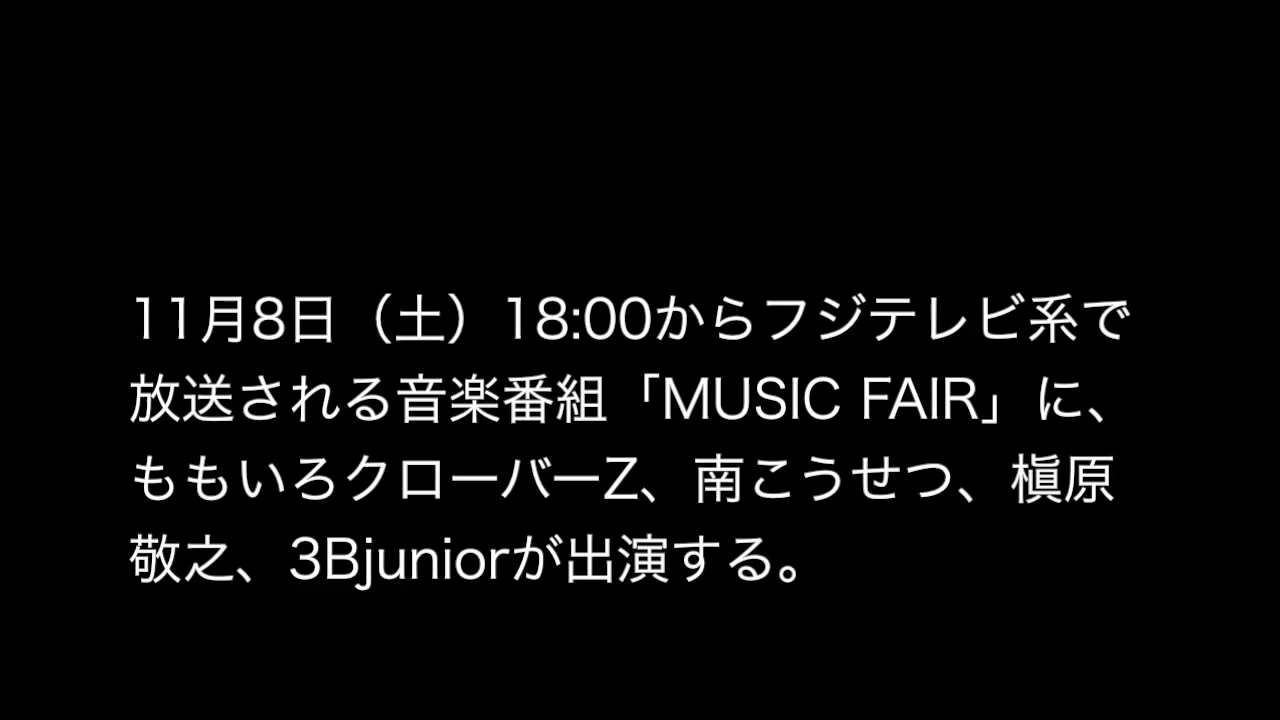 11月8日（土）18:00からフジテレビ系で
放送される音楽番組「MUSIC FAIR」に、
ももいろクローバーZ、南こうせつ、槇原
敬之、3Bjuniorが出演する。